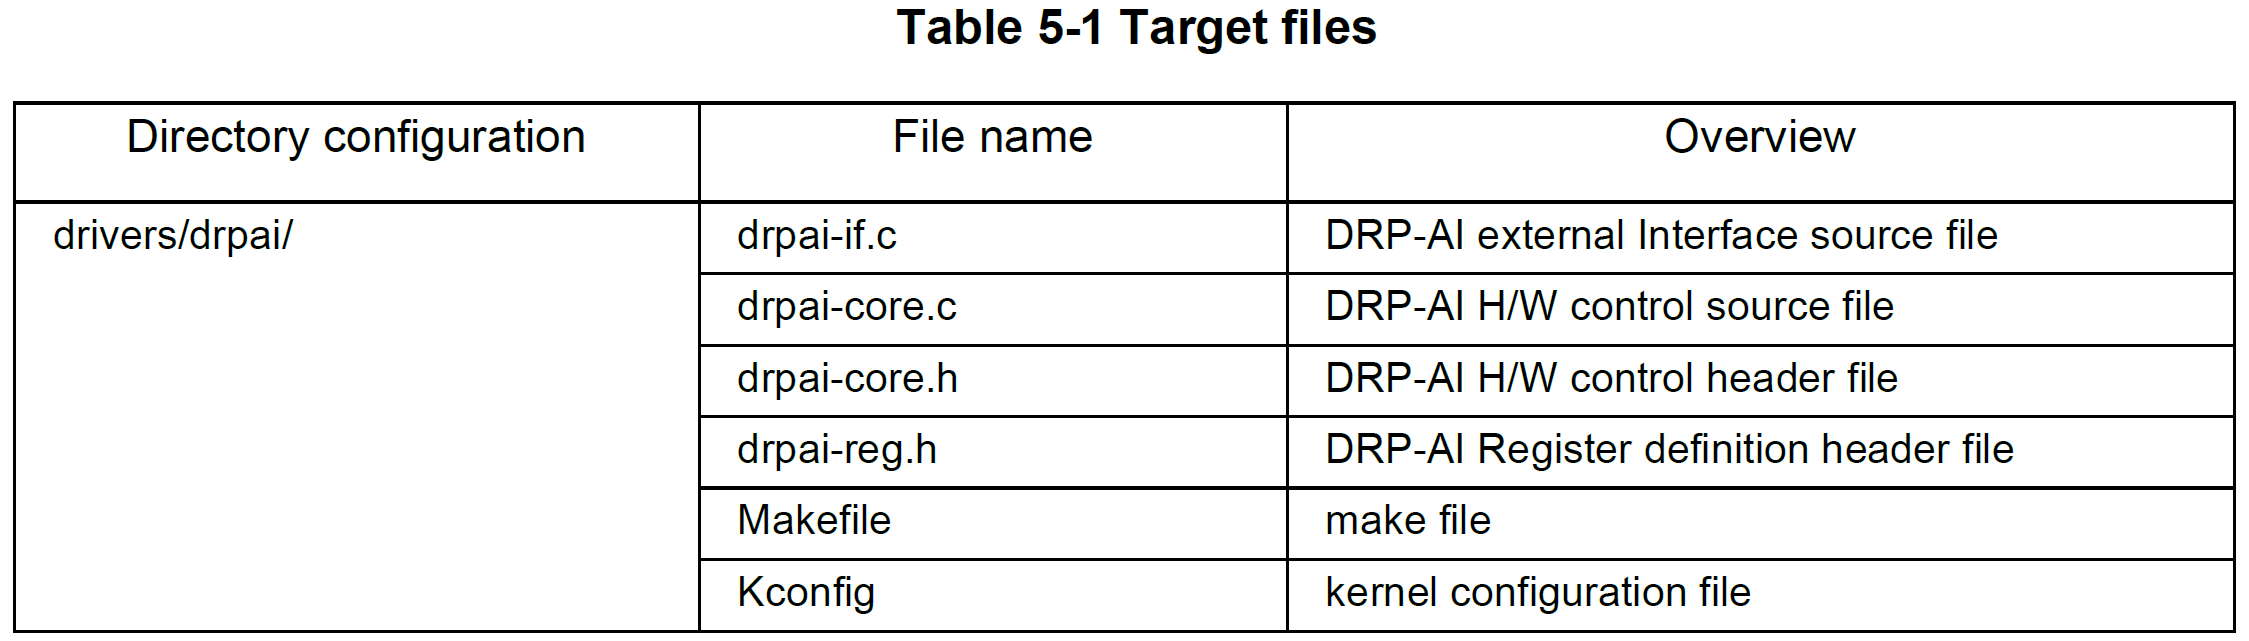 Table 5-1 Target files
Directory configuration File name Overview
drivers/drpai/ drpai-if.c DRP-AI external Interface source file
drpai-core.c DRP-AI H/W control source file
drpai-core.h DRP-AI H/W control header file
drpai-reg.h DRP-AI Register definition header file
Makefile make file
Kconfig kernel configuration file